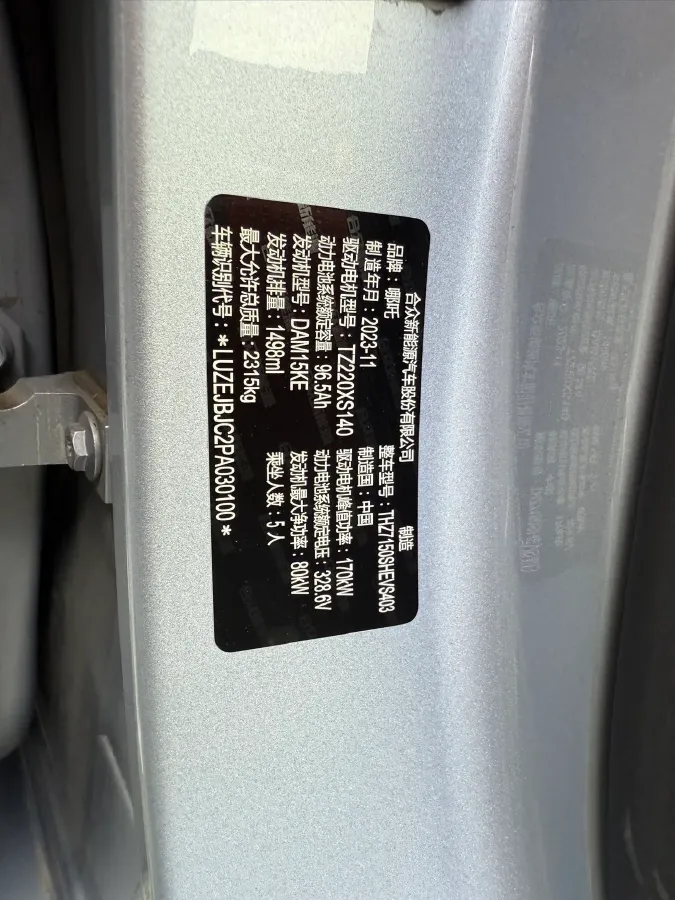 合众新能源汽车股份有限公司 制造
品牌：哪吒 整车型号：THZ7150SHEVS403
制造年月：2023-11 制造国：中国
驱动电机型号：TZ220XS140 驱动电机峰值功率：170kW
动力电池系统额定容量：96.5Ah 动力电池系统额定电压：328.6V
发动机型号：DAM15KE 发动机最大净功率：80kW
发动机排量：1498ml 乘坐人数：5人
最大允许总质量：2315kg
车辆识别代号：*LUZEJBJC2PA030100*